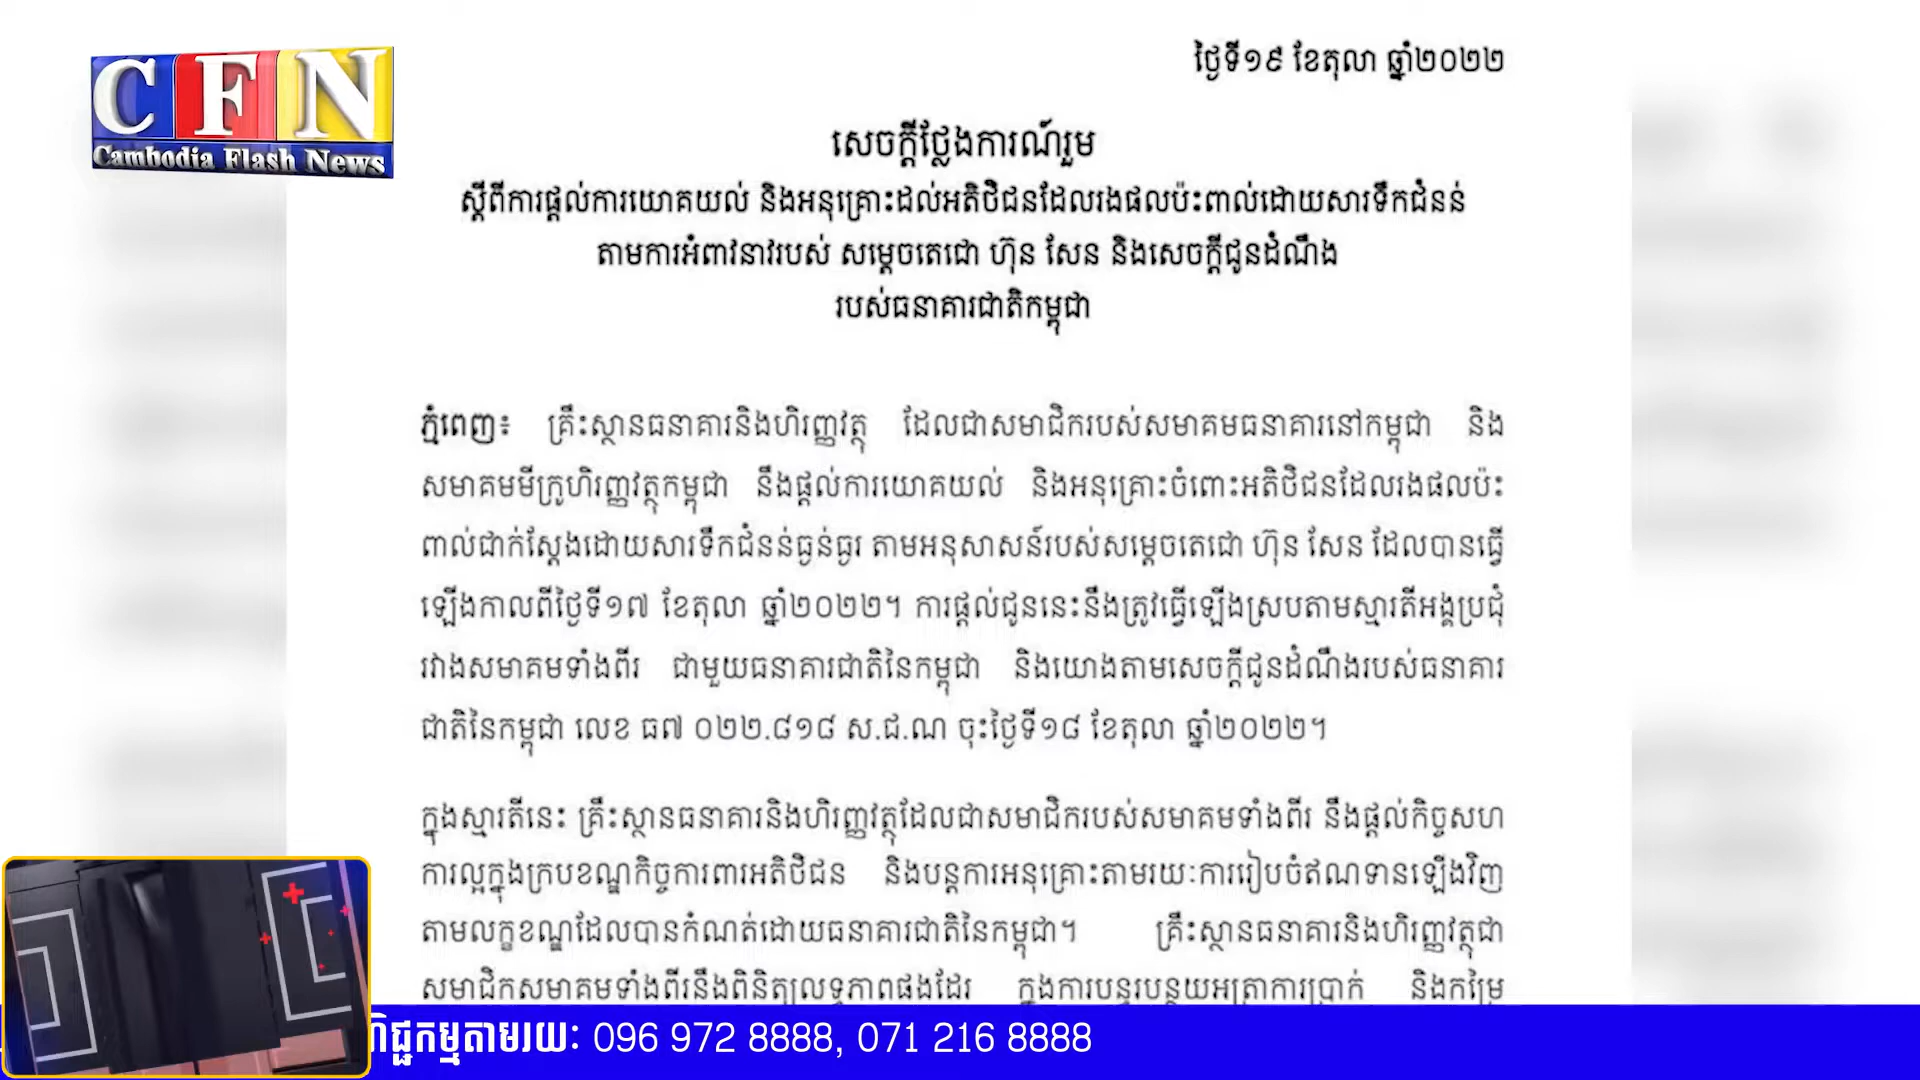 CFN
Cambodia Flash News
ថ្ងៃទី១៩ ខែតុលា ឆ្នាំ២០២២
សេចក្តីថ្លែងការណ៍រួម
ស្តីពីការផ្តល់ការយោគយល់ និងអនុគ្រោះដល់អតិថិជនដែលរងផលប៉ះពាល់ដោយសារទឹកជំនន់
តាមការអំពាវនាវរបស់ សម្តេចតេជោ ហ៊ុន សែន និងសេចក្តីជូនដំណឹង
របស់ធនាគារជាតិកម្ពុជា
ភ្នំពេញ៖ គ្រឹះស្ថានធនាគារនិងហិរញ្ញវត្ថុ ដែលជាសមាជិករបស់សមាគមធនាគារនៅកម្ពុជា និង
សមាគមមីក្រូហិរញ្ញវត្ថុកម្ពុជា នឹងផ្តល់ការយោគយល់ និងអនុគ្រោះចំពោះអតិថិជនដែលរងផលប៉ះ
ពាល់ជាក់ស្តែងដោយសារទឹកជំនន់ធ្ងន់ធ្ងរ តាមអនុសាសន៍របស់សម្តេចតេជោ ហ៊ុន សែន ដែលបានធ្វើ
ឡើងកាលពីថ្ងៃទី១៧ ខែតុលា ឆ្នាំ២០២២។ ការផ្តល់ជូននេះនឹងត្រូវធ្វើឡើងស្របតាមស្មារតីអង្គប្រជុំ
រវាងសមាគមទាំងពីរ ជាមួយធនាគារជាតិនៃកម្ពុជា និងយោងតាមសេចក្តីជូនដំណឹងរបស់ធនាគារ
ជាតិនៃកម្ពុជា លេខ ធ៧ ០២២.៨១៨ ស.ជ.ណ ចុះថ្ងៃទី១៨ ខែតុលា ឆ្នាំ២០២២។
ក្នុងស្មារតីនេះ គ្រឹះស្ថានធនាគារនិងហិរញ្ញវត្ថុដែលជាសមាជិករបស់សមាគមទាំងពីរ នឹងផ្តល់កិច្ចសហ
ការល្អក្នុងក្របខណ្ឌកិច្ចការពារអតិថិជន និងបន្តការអនុគ្រោះតាមរយៈការរៀបចំឥណទានឡើងវិញ
តាមលក្ខខណ្ឌដែលបានកំណត់ដោយធនាគារជាតិនៃកម្ពុជា។ គ្រឹះស្ថានធនាគារនិងហិរញ្ញវត្ថុជា
សមាជិកសមាគមទាំងពីរនឹងពិនិត្យលទ្ធភាពផងដែរ ក្នុងការបន្ធូរបន្ថយអត្រាការប្រាក់ និងកម្រៃ
តាមរយៈ 096 972 8888, 071 216 8888